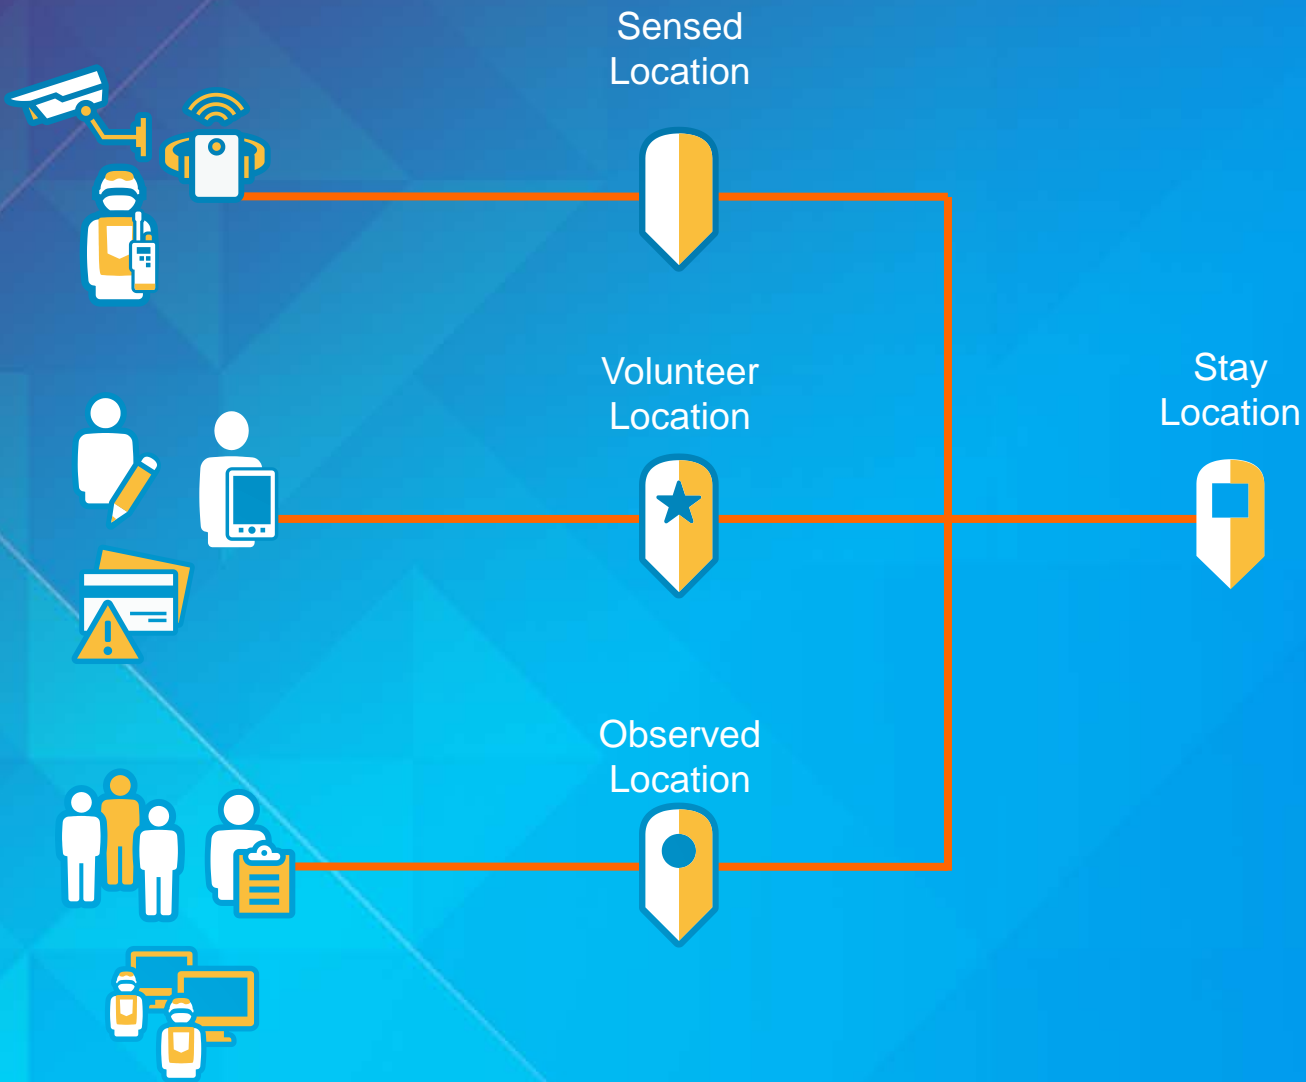 Sensed
Location
Volunteer
Location
Stay
Location
Observed
Location